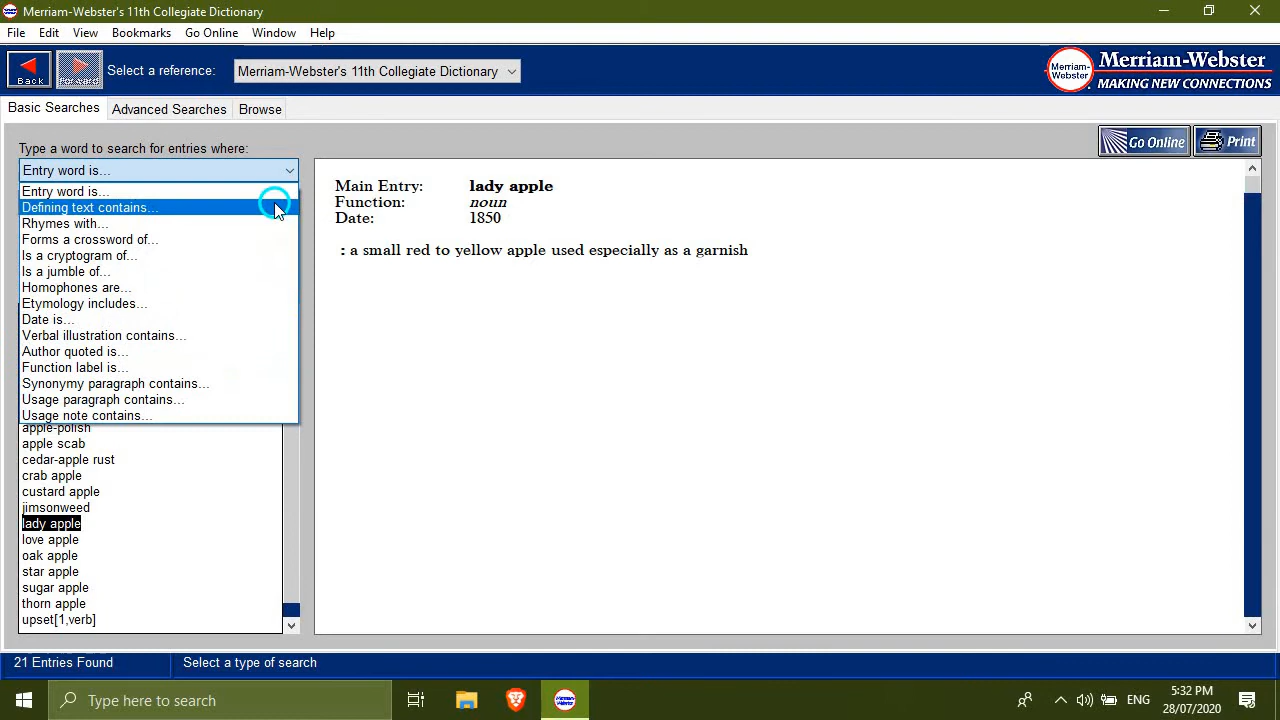 Merriam-Webster's 11th Collegiate Dictionary
File Edit View Bookmarks Go Online Window Help
Back
Select a reference: Merriam-Webster's 11th Collegiate Dictionary
Merriam-Webster
Merriam-Webster
MAKING NEW CONNECTIONS
Basic Searches Advanced Searches Browse
Go Online Print
Type a word to search for entries where:
Entry word is...
Entry word is...
Defining text contains...
Rhymes with...
Forms a crossword of...
Is a cryptogram of...
Is a jumble of...
Homophones are...
Etymology includes...
Date is...
Verbal illustration contains...
Author quoted is...
Function label is...
Synonymy paragraph contains...
Usage paragraph contains...
Usage note contains...
apple-polish
apple scab
cedar-apple rust
crab apple
custard apple
jimsonweed
lady apple
love apple
oak apple
star apple
sugar apple
thorn apple
upset[1,verb]
Main Entry: lady apple
Function: noun
Date: 1850
: a small red to yellow apple used especially as a garnish
21 Entries Found Select a type of search
Type here to search
ENG
5:32 PM
28/07/2020